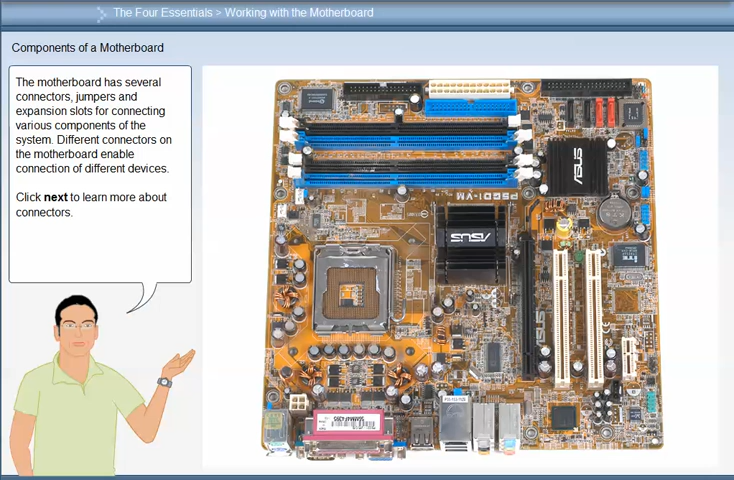 The Four Essentials > Working with the Motherboard
Components of a Motherboard
The motherboard has several
connectors, jumpers and
expansion slots for connecting
various components of the
system. Different connectors on
the motherboard enable
connection of different devices.
Click next to learn more about
connectors.
ASUS
P5GD1-VM
ASUS
ASUS